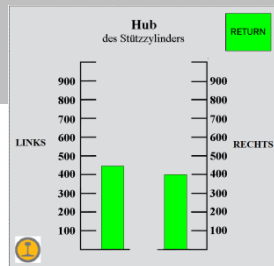 Hub
des Stützzylinders
RETURN
LINKS
RECHTS
900 900
800 800
700 700
600 600
500 500
400 400
300 300
200 200
100 100